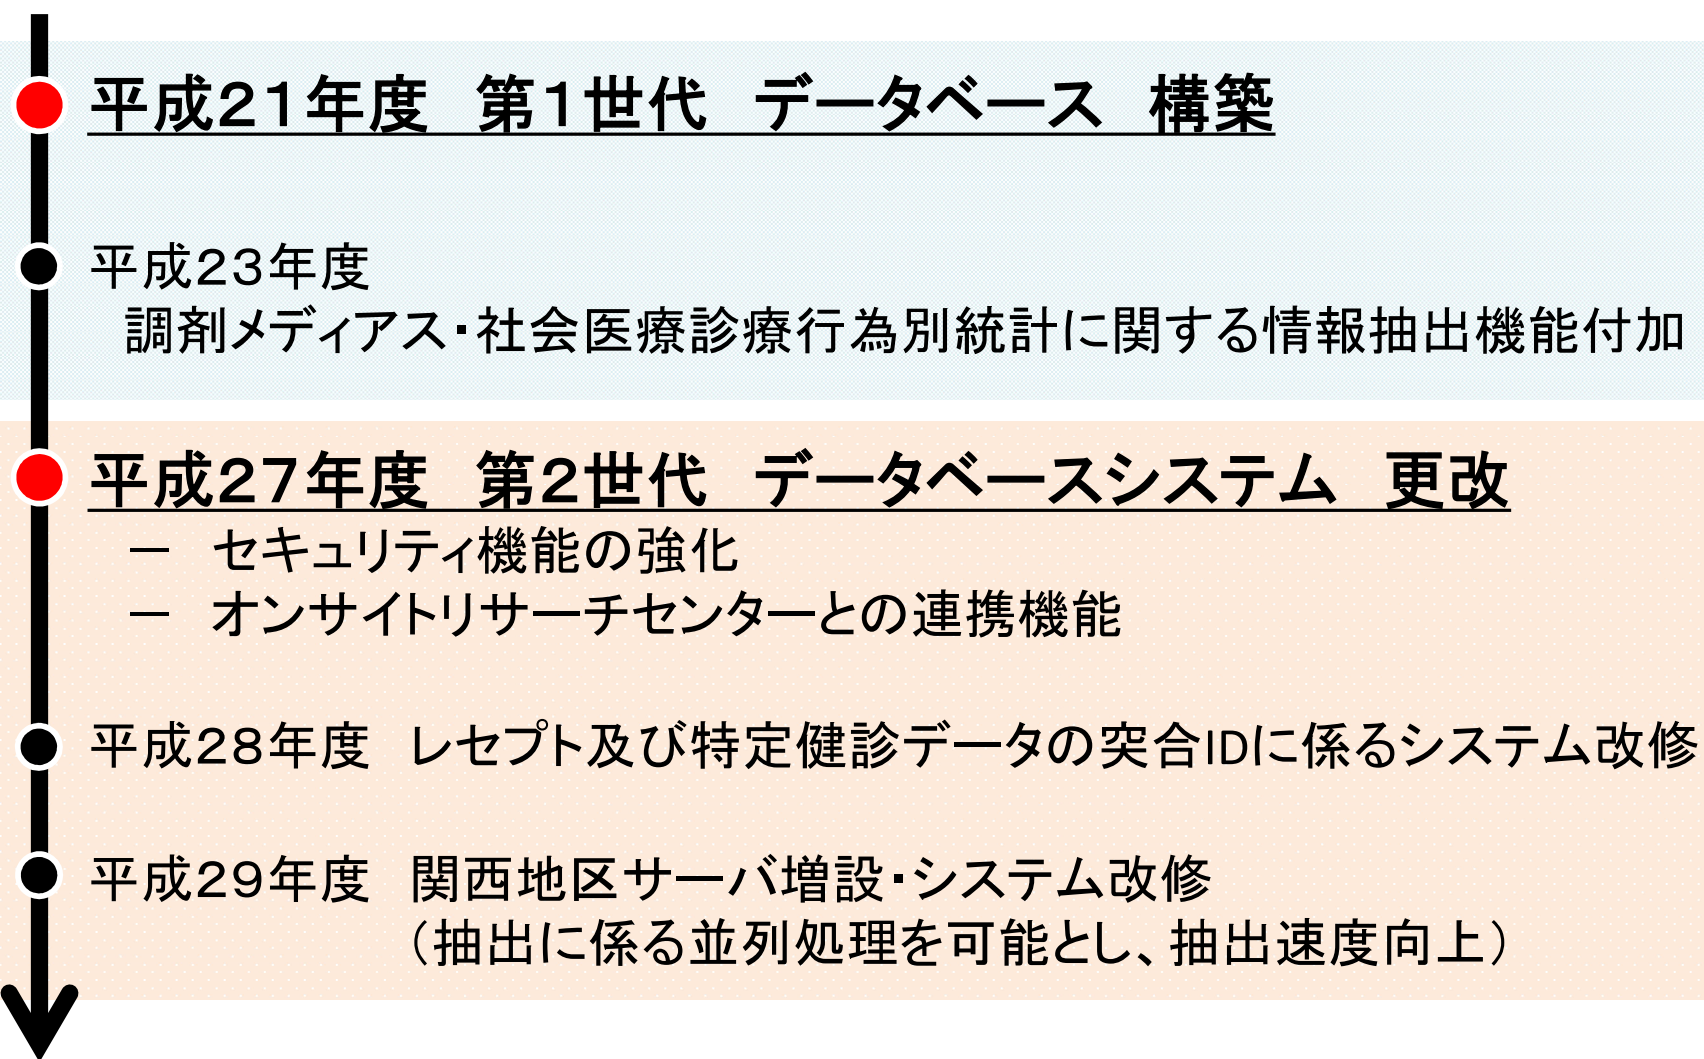 平成21年度　第1世代　データベース　構築
平成23年度
調剤メディアス・社会医療診療行為別統計に関する情報抽出機能付加
平成27年度　第2世代　データベースシステム　更改
－　セキュリティ機能の強化
－　オンサイトリサーチセンターとの連携機能
平成28年度　レセプト及び特定健診データの突合IDに係るシステム改修
平成29年度　関西地区サーバ増設・システム改修
（抽出に係る並列処理を可能とし、抽出速度向上）